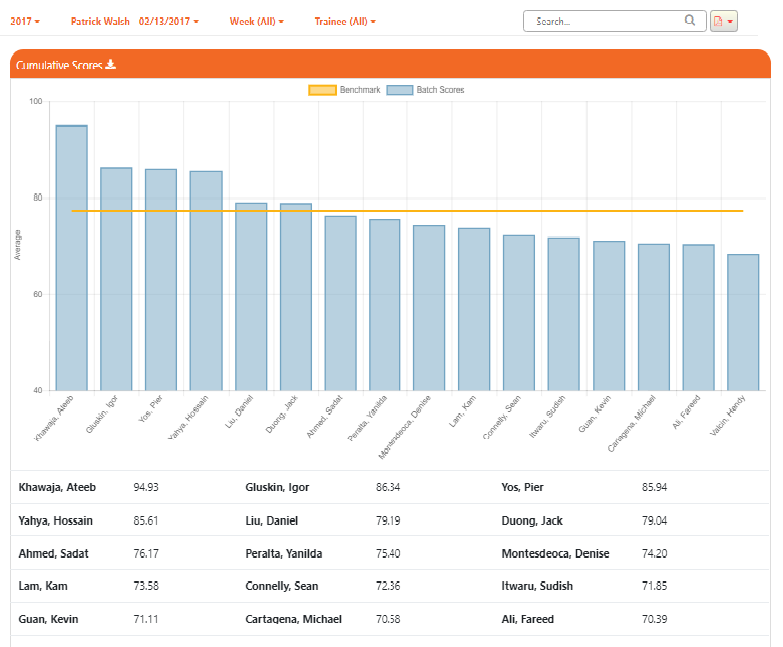 2017 Patrick Walsh 02/13/2017 Week (All) Trainee (All) Search...
Cumulative Scores
Benchmark Batch Scores
100
80
60
40
Average
Khawaja, Ateeb
Gluskin, Igor
Yos, Pier
Yahya, Hossain
Liu, Daniel
Duong, Jack
Ahmed, Sadat
Peralta, Yanilda
Montesdeoca, Denise
Lam, Kam
Connelly, Sean
Itwaru, Sudish
Guan, Kevin
Cartagena, Michael
Ali, Fareed
Valcin, Handy
Khawaja, Ateeb 94.93 Gluskin, Igor 86.34 Yos, Pier 85.94
Yahya, Hossain 85.61 Liu, Daniel 79.19 Duong, Jack 79.04
Ahmed, Sadat 76.17 Peralta, Yanilda 75.40 Montesdeoca, Denise 74.20
Lam, Kam 73.58 Connelly, Sean 72.36 Itwaru, Sudish 71.85
Guan, Kevin 71.11 Cartagena, Michael 70.58 Ali, Fareed 70.39